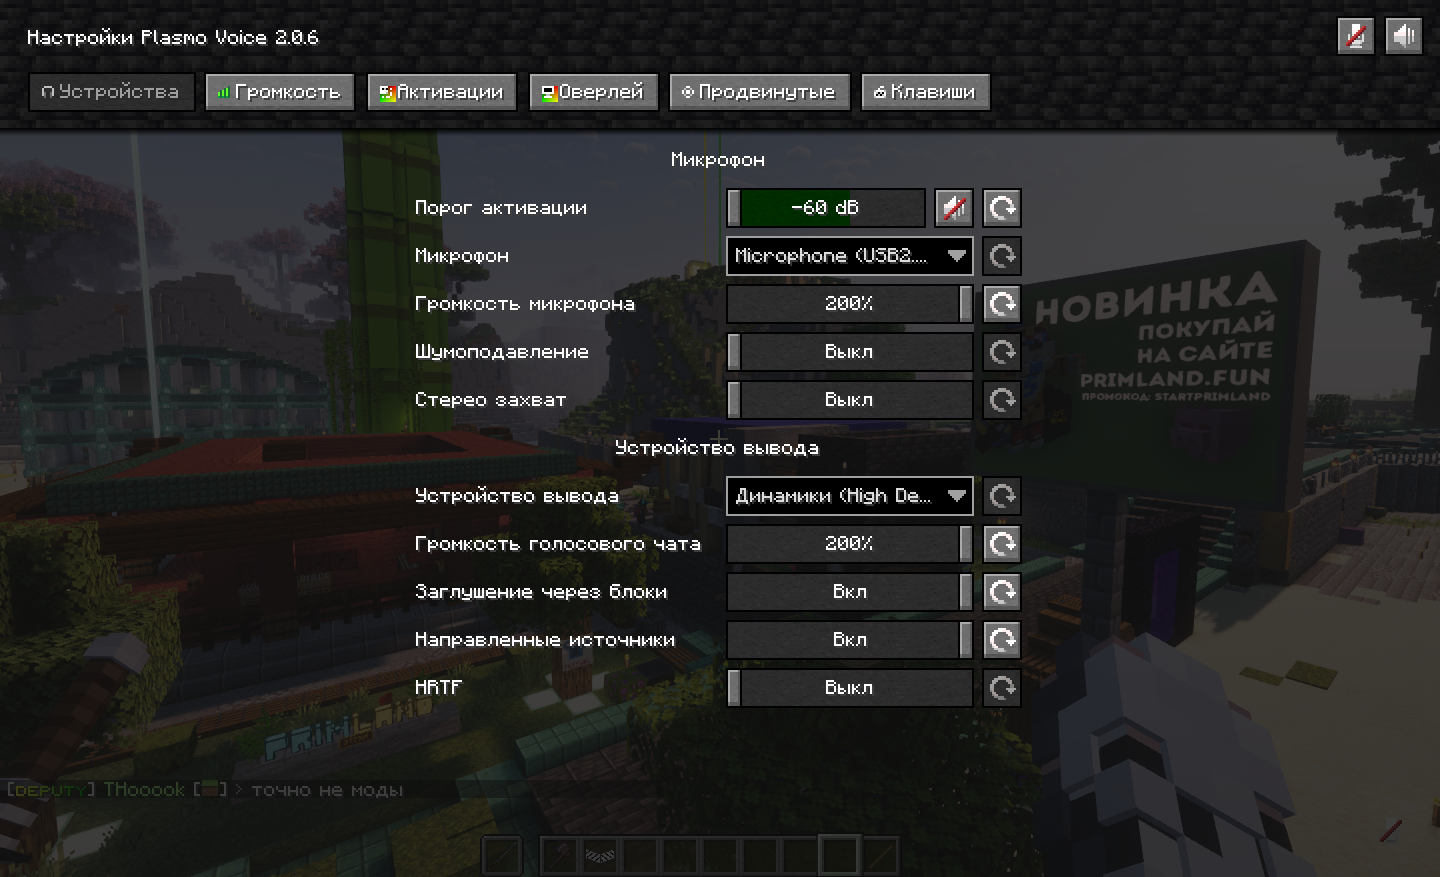 Настройки Plasmo Voice 2.0.6
Устройства Громкость Активации Оверлей Продвинутые Клавиши
Микрофон
Порог активации -60 dB
Микрофон Microphone (USB2....
Громкость микрофона 200%
Шумоподавление Выкл
Стерео захват Выкл
НОВИНКА
ПОКУПАЙ
НА САЙТЕ
PRIMLAND.FUN
ПРОМОКОД: STARTPRIMLAND
Устройство вывода
Устройство вывода Динамики (High De...
Громкость голосового чата 200%
Заглушение через блоки Вкл
Направленные источники Вкл
HRTF Выкл
PRIMLAND
[DEPUTY] THooook [ ] > точно не моды